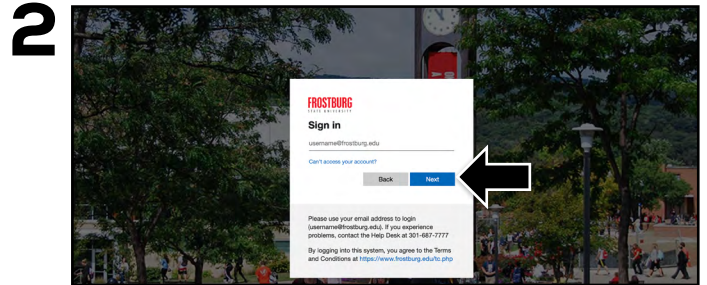 2
FROSTBURG
STATE UNIVERSITY
Sign in
username@frostburg.edu
Can't access your account?
Back Next
Please use your email address to login
(username@frostburg.edu). If you experience
problems, contact the Help Desk at 301-687-7777
By logging into this system, you agree to the Terms
and Conditions at https://www.frostburg.edu/tc.php